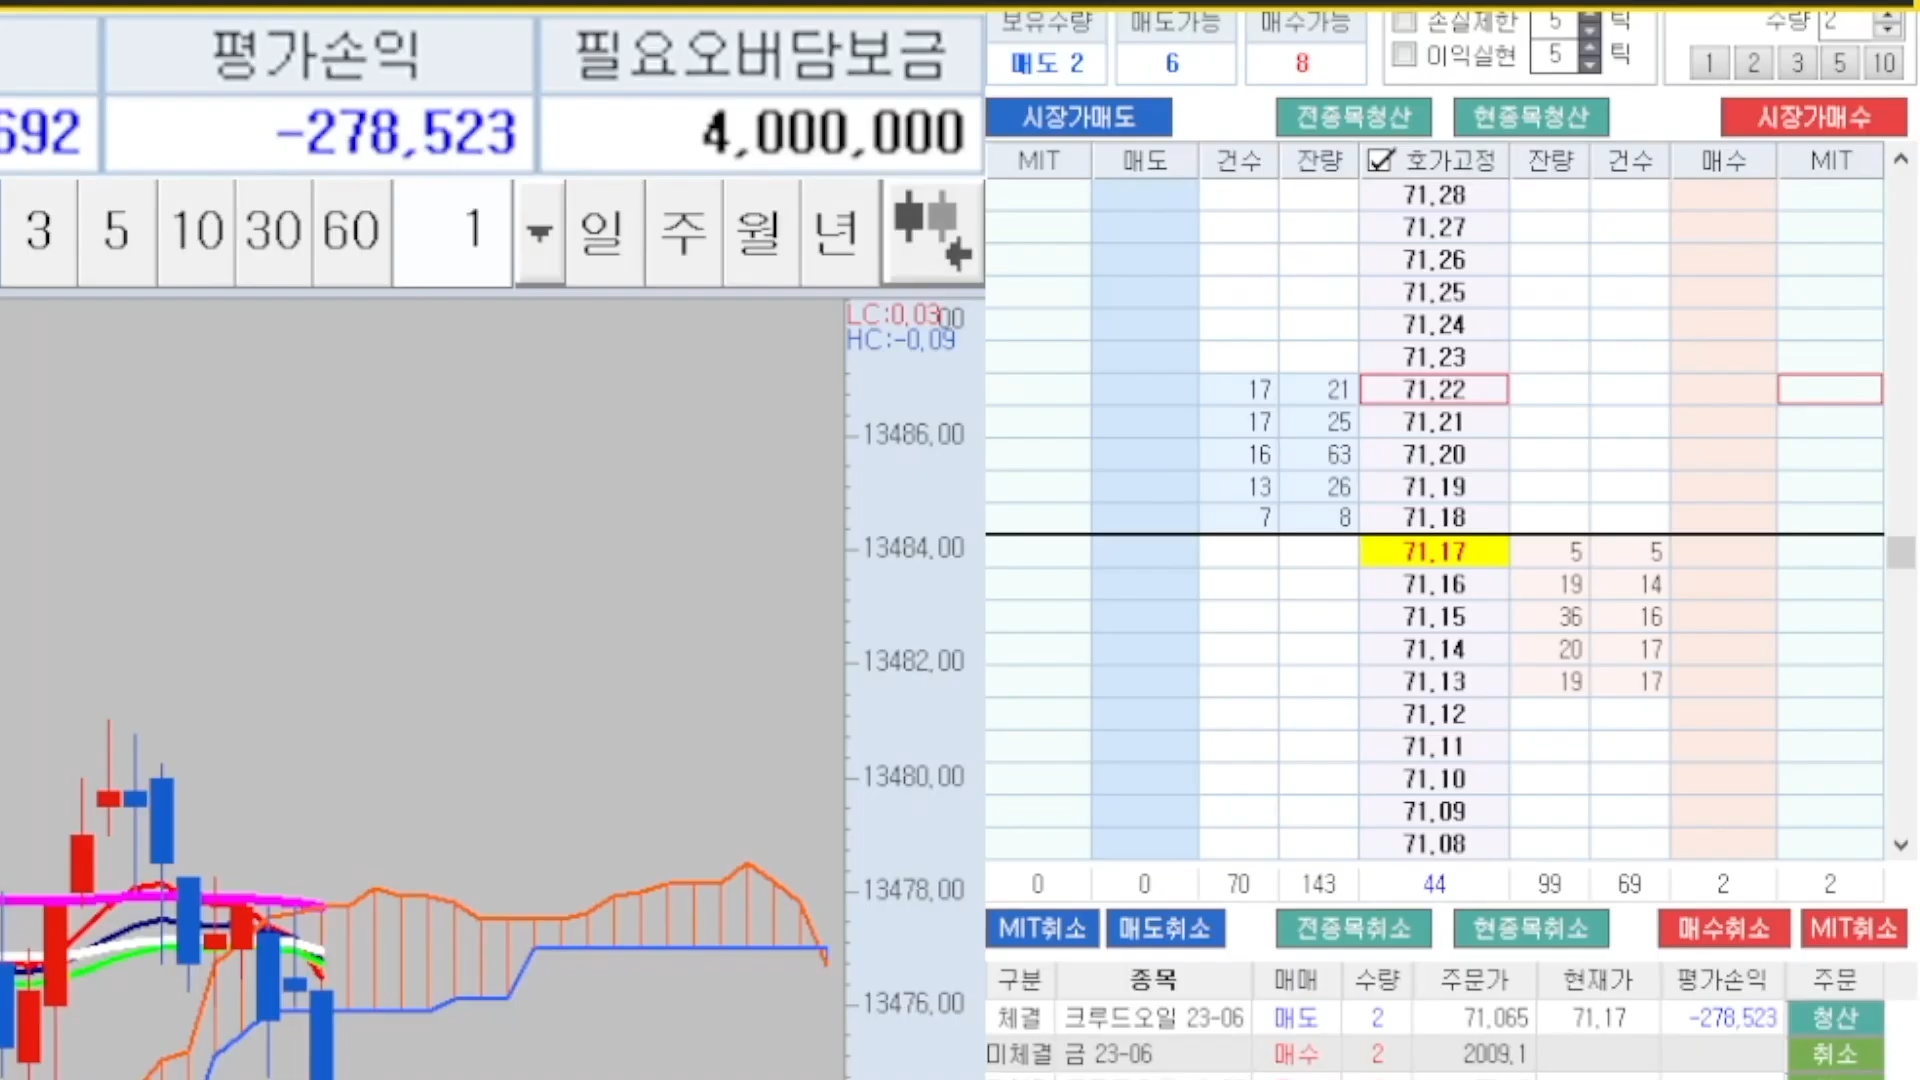 평가손익 필요오버담보금
692 -278,523 4,000,000
3 5 10 30 60 1 일 주 월 년
LC:0,03
HC:-0,09
13486,00
13484,00
13482,00
13480,00
13478,00
13476,00
보유수량 매도가능 매수가능 손실제한 5 틱 수량 2
매도 2 6 8 이익실현 5 틱 1 2 3 5 10
시장가매도 전종목청산 현종목청산 시장가매수
MIT 매도 건수 잔량 호가고정 잔량 건수 매수 MIT
71.28
71.27
71.26
71.25
71.24
71.23
17 21 71.22
17 25 71.21
16 63 71.20
13 26 71.19
7 8 71.18
71.17 5 5
71.16 19 14
71.15 36 16
71.14 20 17
71.13 19 17
71.12
71.11
71.10
71.09
71.08
0 0 70 143 44 99 69 2 2
MIT취소 매도취소 전종목취소 현종목취소 매수취소 MIT취소
구분 종목 매매 수량 주문가 현재가 평가손익 주문
체결 크루드오일 23-06 매도 2 71.065 71.17 -278,523 청산
미체결 금 23-06 매수 2 2009.1 취소